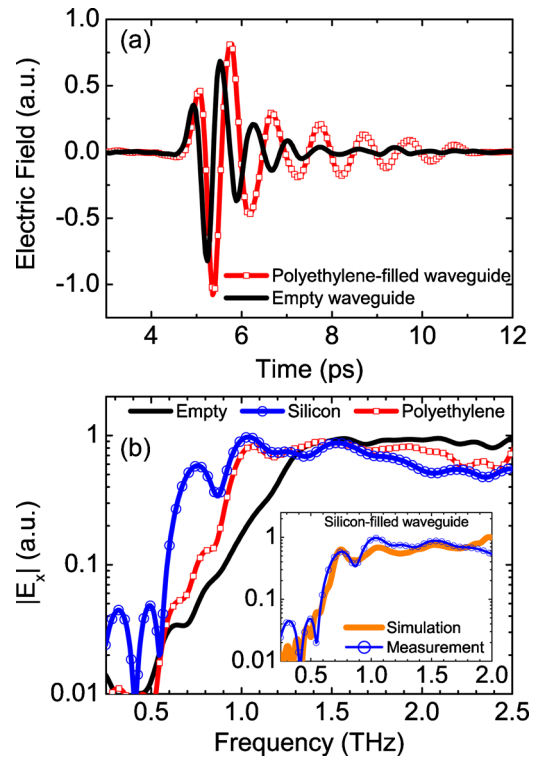 (a)
1.0
0.5
0.0
-0.5
-1.0
Electric Field (a.u.)
Polyethylene-filled waveguide
Empty waveguide
4 6 8 10 12
Time (ps)
(b)
Empty Silicon Polyethylene
1
0.1
0.01
|Eₓ| (a.u.)
Silicon-filled waveguide
1
0.1
0.01
Simulation
Measurement
0.5 1.0 1.5 2.0
0.5 1.0 1.5 2.0 2.5
Frequency (THz)